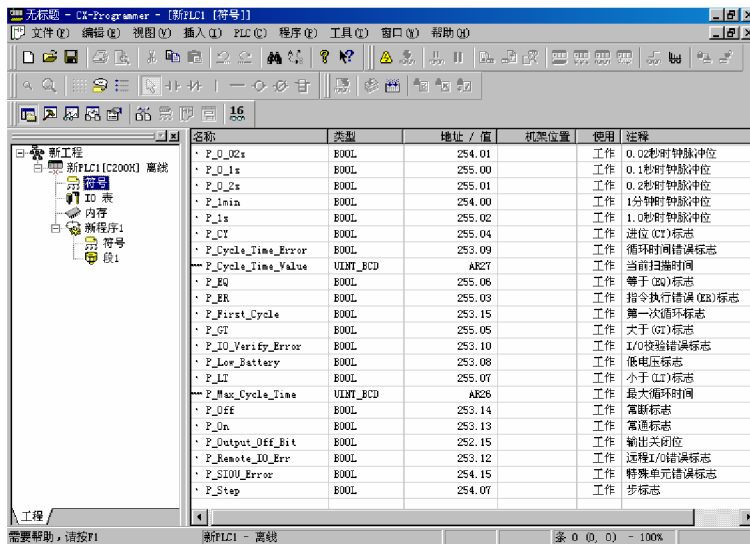 无标题 - CX-Programmer - [新PLC1 [符号]]
文件(F) 编辑(E) 视图(V) 插入(I) PLC(C) 程序(P) 工具(T) 窗口(W) 帮助(H)
16
新工程
新PLC1[C200H] 离线
符号
IO 表
内存
新程序1
符号
段1
工程
名称 类型 地址 / 值 机架位置 使用 注释
· P_0_02s BOOL 254.01 工作 0.02秒时钟脉冲位
· P_0_1s BOOL 255.00 工作 0.1秒时钟脉冲位
· P_0_2s BOOL 255.01 工作 0.2秒时钟脉冲位
· P_1min BOOL 254.00 工作 1分钟时钟脉冲位
· P_1s BOOL 255.02 工作 1.0秒时钟脉冲位
· P_CY BOOL 255.04 工作 进位(CY)标志
· P_Cycle_Time_Error BOOL 253.09 工作 循环时间错误标志
P_Cycle_Time_Value UINT_BCD AR27 工作 当前扫描时间
· P_EQ BOOL 255.06 工作 等于(EQ)标志
· P_ER BOOL 255.03 工作 指令执行错误(ER)标志
· P_First_Cycle BOOL 253.15 工作 第一次循环标志
· P_GT BOOL 255.05 工作 大于(GT)标志
· P_IO_Verify_Error BOOL 253.10 工作 I/O校验错误标志
· P_Low_Battery BOOL 253.08 工作 低电压标志
· P_LT BOOL 255.07 工作 小于(LT)标志
P_Max_Cycle_Time UINT_BCD AR26 工作 最大循环时间
· P_Off BOOL 253.14 工作 常断标志
· P_On BOOL 253.13 工作 常通标志
· P_Output_Off_Bit BOOL 252.15 工作 输出关闭位
· P_Remote_IO_Err BOOL 253.12 工作 远程I/O错误标志
· P_SIOU_Error BOOL 254.15 工作 特殊单元错误标志
· P_Step BOOL 254.07 工作 步标志
需要帮助,请按F1 新PLC1 - 离线 条 0 (0, 0) - 100%